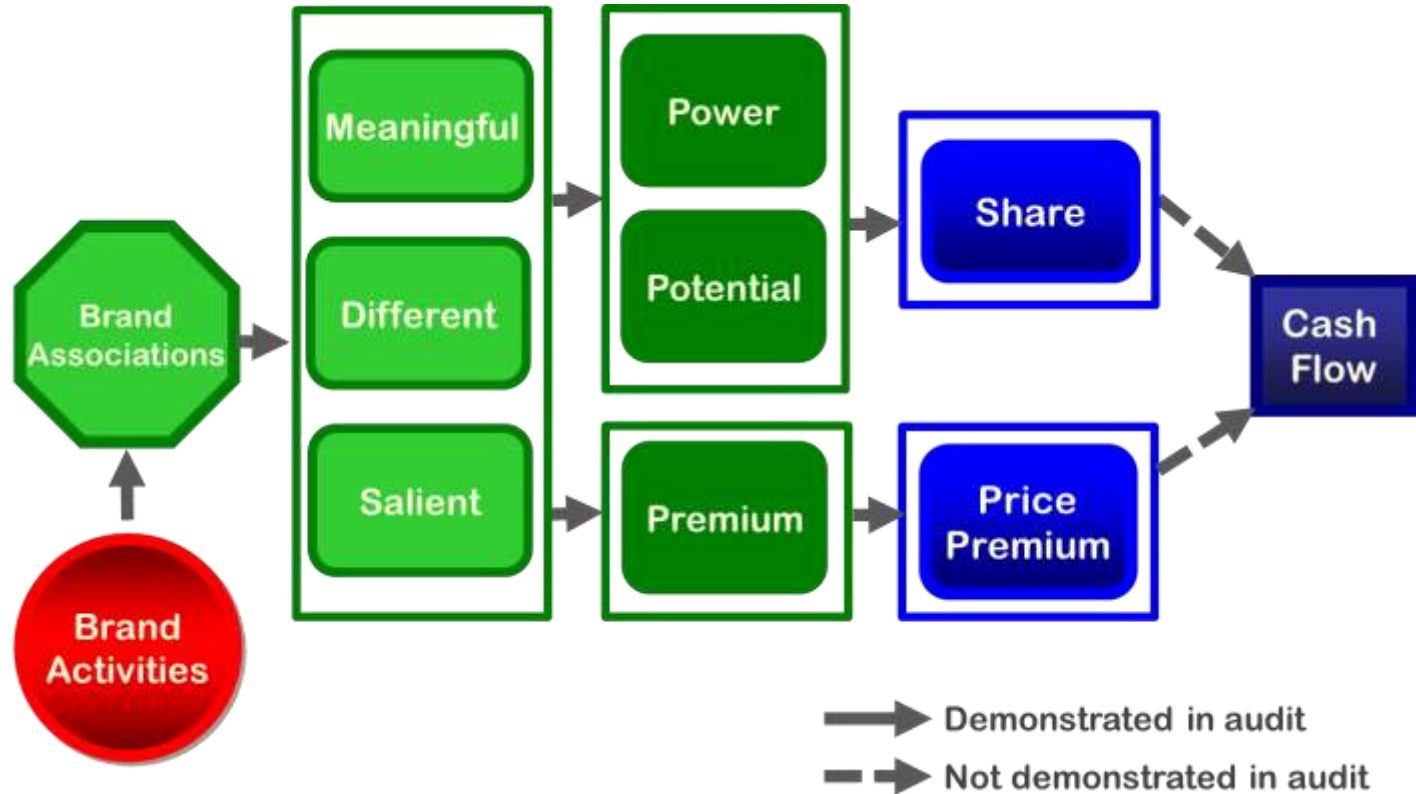 Brand
Activities
Brand
Associations
Meaningful
Different
Salient
Power
Potential
Premium
Share
Price
Premium
Cash
Flow
Demonstrated in audit
Not demonstrated in audit